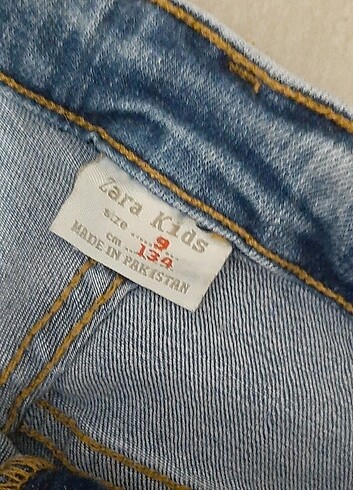 Zara Kids
size ..... 9 .....
cm ..... 134 .....
MADE IN PAKISTAN